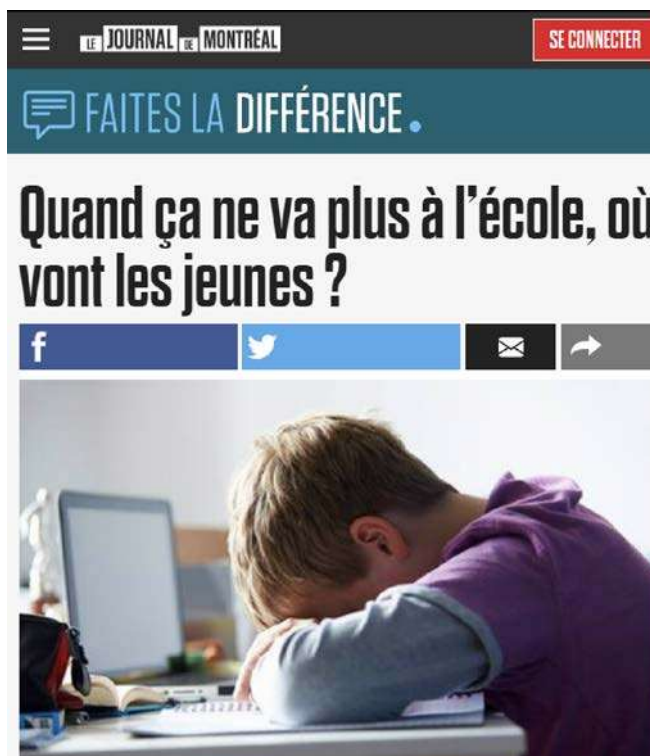 LE JOURNAL DE MONTRÉAL
SE CONNECTER
FAITES LA DIFFÉRENCE.
Quand ça ne va plus à l'école, où
vont les jeunes ?
f